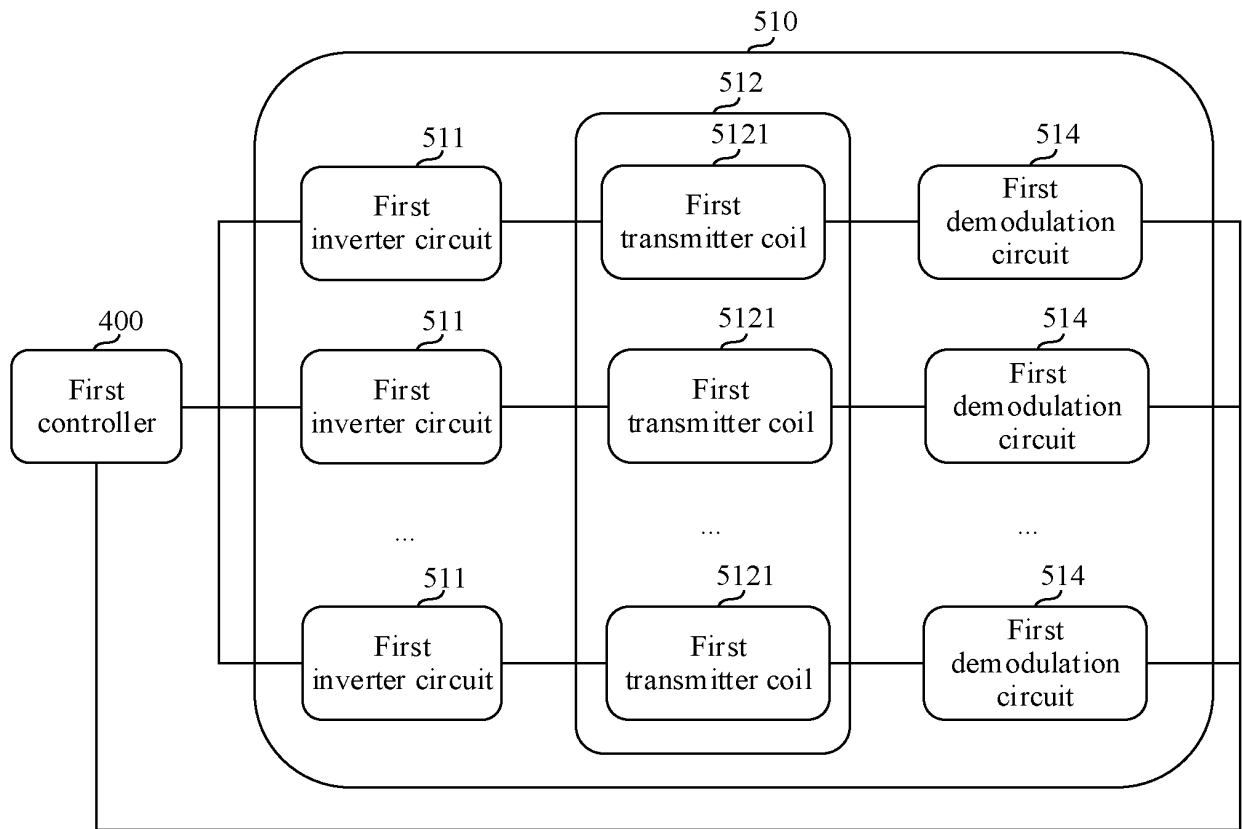 510
512
511
5121
514
First
inverter circuit
First
transmitter coil
First
demodulation
circuit
400
511
5121
514
First
controller
First
inverter circuit
First
transmitter coil
First
demodulation
circuit
...
...
...
511
5121
514
First
inverter circuit
First
transmitter coil
First
demodulation
circuit